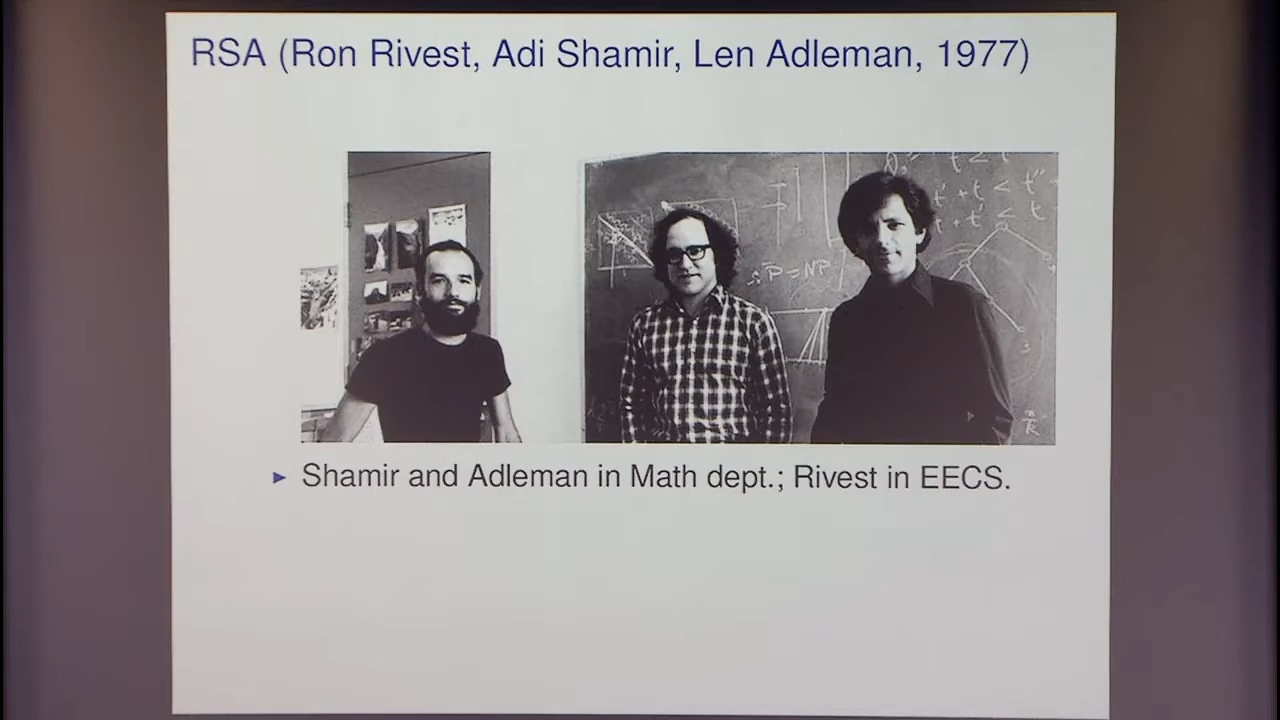 RSA (Ron Rivest, Adi Shamir, Len Adleman, 1977)
t' + t < t"
t + t' < t
∴ P = NP
n/k
► Shamir and Adleman in Math dept.; Rivest in EECS.